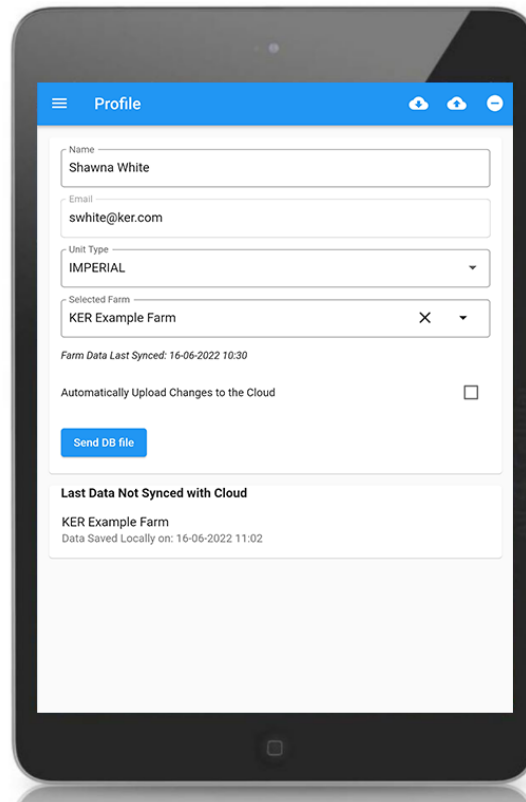 Profile
Name
Shawna White
Email
swhite@ker.com
Unit Type
IMPERIAL
Selected Farm
KER Example Farm
Farm Data Last Synced: 16-06-2022 10:30
Automatically Upload Changes to the Cloud
Send DB file
Last Data Not Synced with Cloud
KER Example Farm
Data Saved Locally on: 16-06-2022 11:02